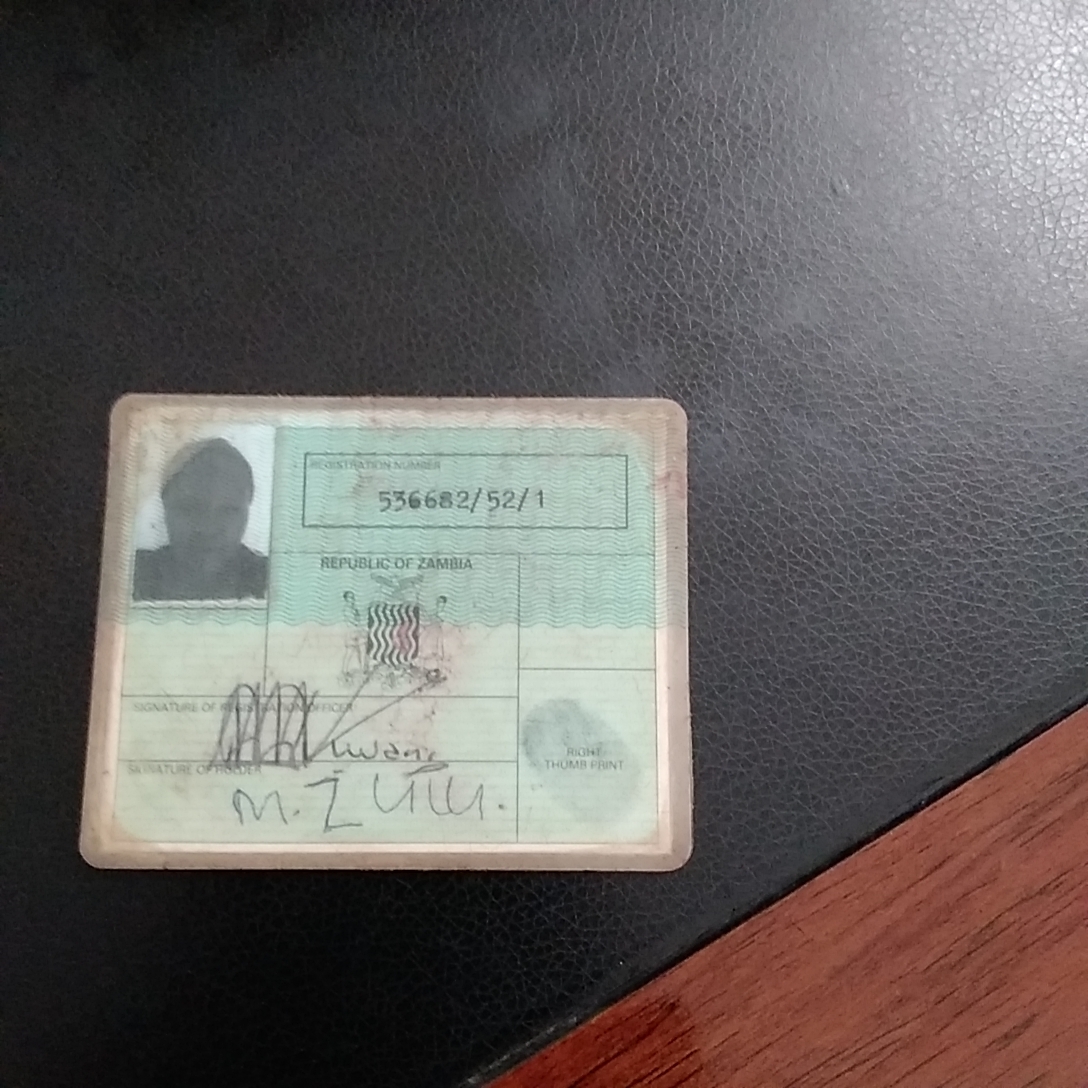 REGISTRATION NUMBER
536682/52/1
REPUBLIC OF ZAMBIA
SIGNATURE OF REGISTRATION OFFICER
SIGNATURE OF HOLDER
M. Zulu.
RIGHT
THUMB PRINT